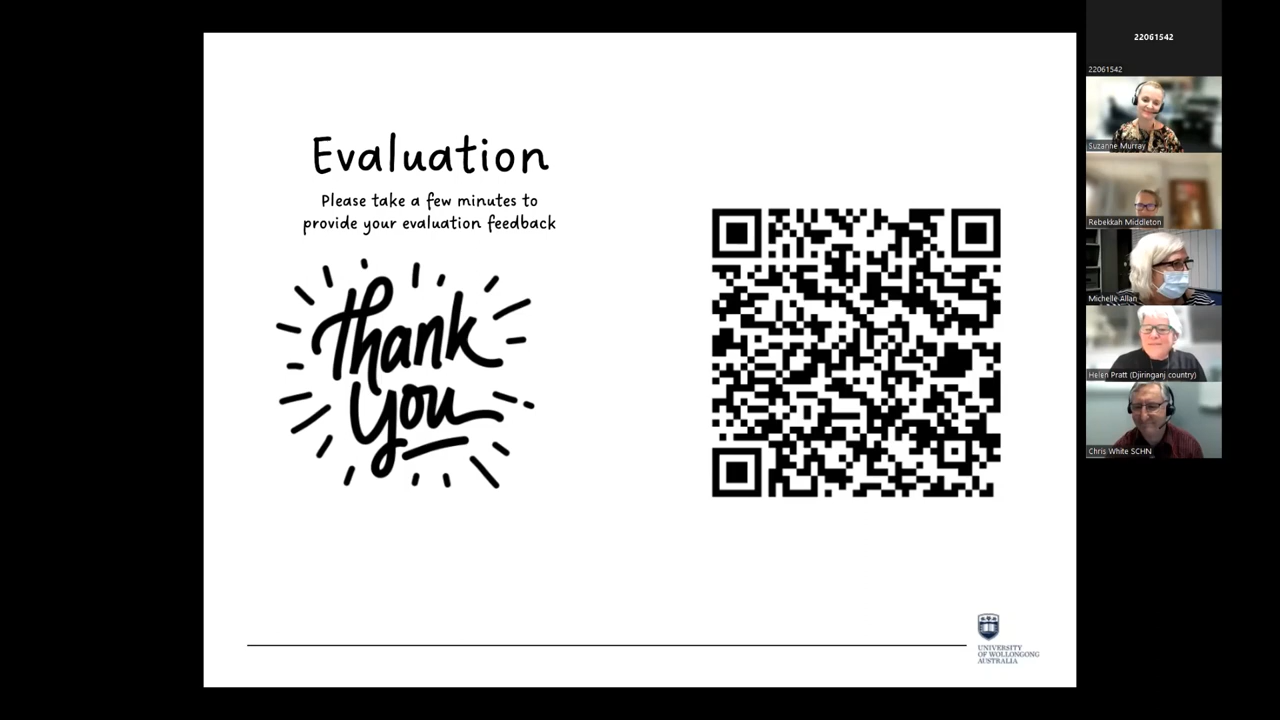 Evaluation
Please take a few minutes to
provide your evaluation feedback
Thank
You
UNIVERSITY
OF WOLLONGONG
AUSTRALIA
22061542
22061542
Suzanne Murray
Rebekkah Middleton
Michelle Allan
Helen Pratt (Djiringanj country)
Chris White SCHN